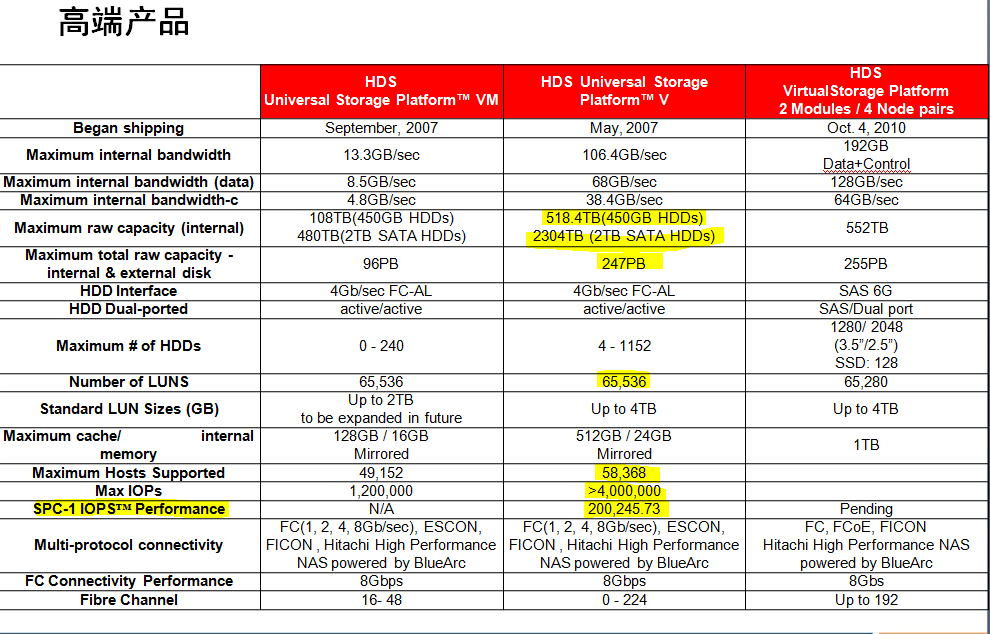 高端产品
HDS
Universal Storage Platform™ VM
HDS Universal Storage
Platform™ V
HDS
VirtualStorage Platform
2 Modules / 4 Node pairs
Began shipping
September, 2007
May, 2007
Oct. 4, 2010
Maximum internal bandwidth
13.3GB/sec
106.4GB/sec
192GB
Data+Control
Maximum internal bandwidth (data)
8.5GB/sec
68GB/sec
128GB/sec
Maximum internal bandwidth-c
4.8GB/sec
38.4GB/sec
64GB/sec
Maximum raw capacity (internal)
108TB(450GB HDDs)
480TB(2TB SATA HDDs)
518.4TB(450GB HDDs)
2304TB (2TB SATA HDDs)
552TB
Maximum total raw capacity -
internal & external disk
96PB
247PB
255PB
HDD Interface
4Gb/sec FC-AL
4Gb/sec FC-AL
SAS 6G
HDD Dual-ported
active/active
active/active
SAS/Dual port
Maximum # of HDDs
0 - 240
4 - 1152
1280/ 2048
(3.5”/2.5”)
SSD: 128
Number of LUNS
65,536
65,536
65,280
Standard LUN Sizes (GB)
Up to 2TB
to be expanded in future
Up to 4TB
Up to 4TB
Maximum cache/ internal
memory
128GB / 16GB
Mirrored
512GB / 24GB
Mirrored
1TB
Maximum Hosts Supported
49,152
58,368
Max IOPs
1,200,000
>4,000,000
SPC-1 IOPS™ Performance
N/A
200,245.73
Pending
Multi-protocol connectivity
FC(1, 2, 4, 8Gb/sec), ESCON,
FICON , Hitachi High Performance
NAS powered by BlueArc
FC(1, 2, 4, 8Gb/sec), ESCON,
FICON , Hitachi High Performance
NAS powered by BlueArc
FC, FCoE, FICON
Hitachi High Performance NAS
powered by BlueArc
FC Connectivity Performance
8Gbps
8Gbps
8Gbs
Fibre Channel
16- 48
0 - 224
Up to 192